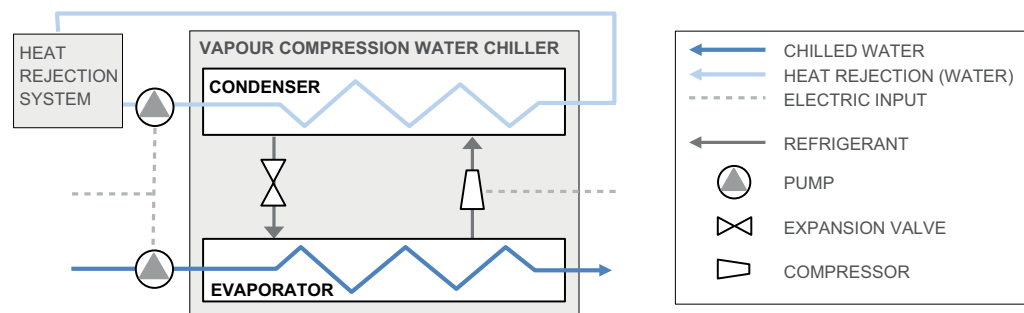 HEAT
REJECTION
SYSTEM
VAPOUR COMPRESSION WATER CHILLER
CONDENSER
EVAPORATOR
CHILLED WATER
HEAT REJECTION (WATER)
ELECTRIC INPUT
REFRIGERANT
PUMP
EXPANSION VALVE
COMPRESSOR